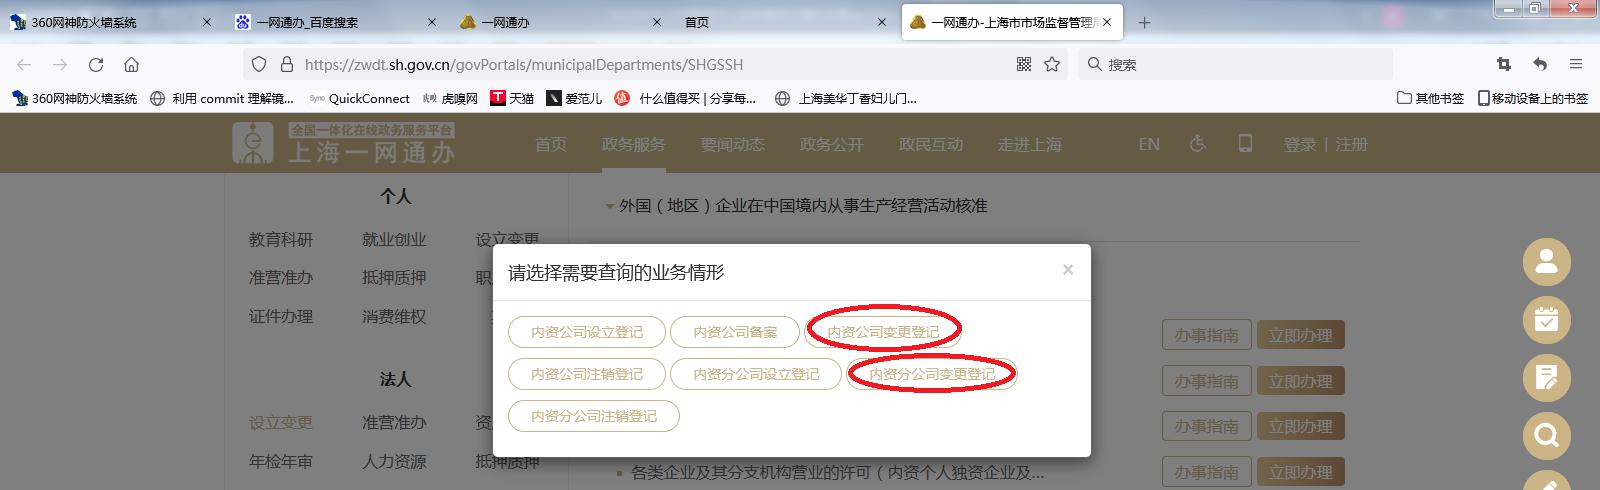 360网神防火墙系统
一网通办_百度搜索
一网通办
首页
一网通办-上海市市场监督管理
https://zwdt.sh.gov.cn/govPortals/municipalDepartments/SHGSSH
搜索
360网神防火墙系统
利用 commit 理解镜...
Sync QuickConnect
虎嗅 虎嗅网
T 天猫
爱范儿
值 什么值得买 | 分享每...
上海美华丁香妇儿门...
其他书签
移动设备上的书签
全国一体化在线政务服务平台
上海一网通办
首页 政务服务 要闻动态 政务公开 政民互动 走进上海 EN 登录 | 注册
个人
外国（地区）企业在中国境内从事生产经营活动核准
教育科研 就业创业 设立变更
请选择需要查询的业务情形 ×
准营准办 抵押质押 职
证件办理 消费维权
内资公司设立登记 内资公司备案 内资公司变更登记
办事指南 立即办理
内资公司注销登记 内资分公司设立登记 内资分公司变更登记
法人
办事指南 立即办理
内资分公司注销登记
设立变更 准营准办 资
办事指南 立即办理
年检年审 人力资源 抵押质押
各类企业及其分支机构营业的许可（内资个人独资企业及...
办事指南 立即办理